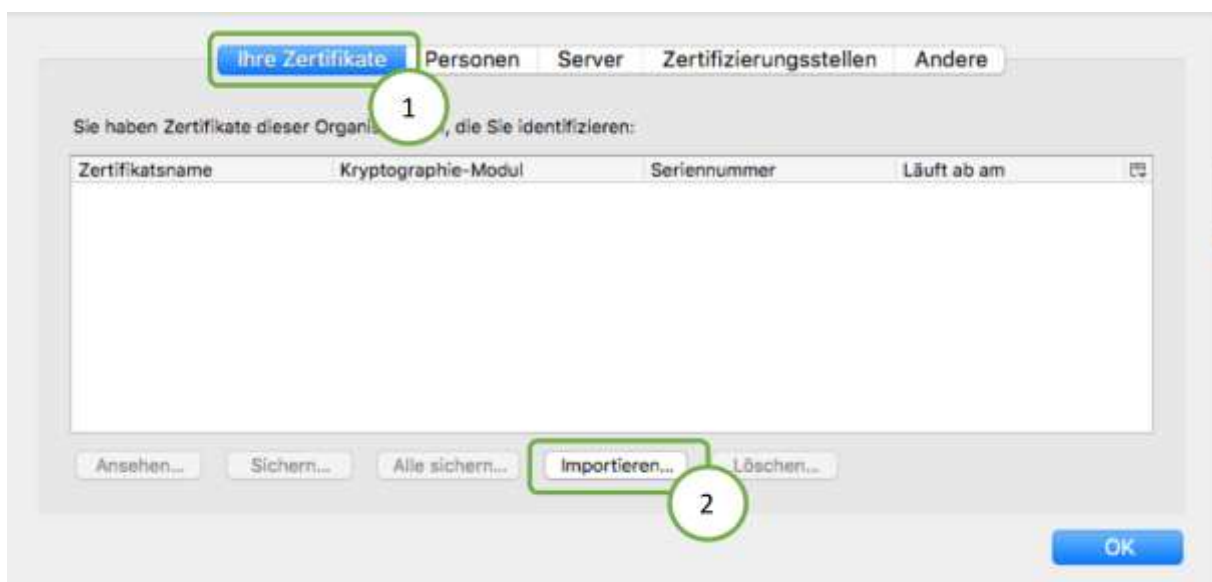 Ihre Zertifikate Personen Server Zertifizierungsstellen Andere
1
Sie haben Zertifikate dieser , die Sie identifizieren:
Zertifikatsname Kryptographie-Modul Seriennummer Läuft ab am
Ansehen... Sichern... Alle sichern... Importieren... Löschen...
2
OK